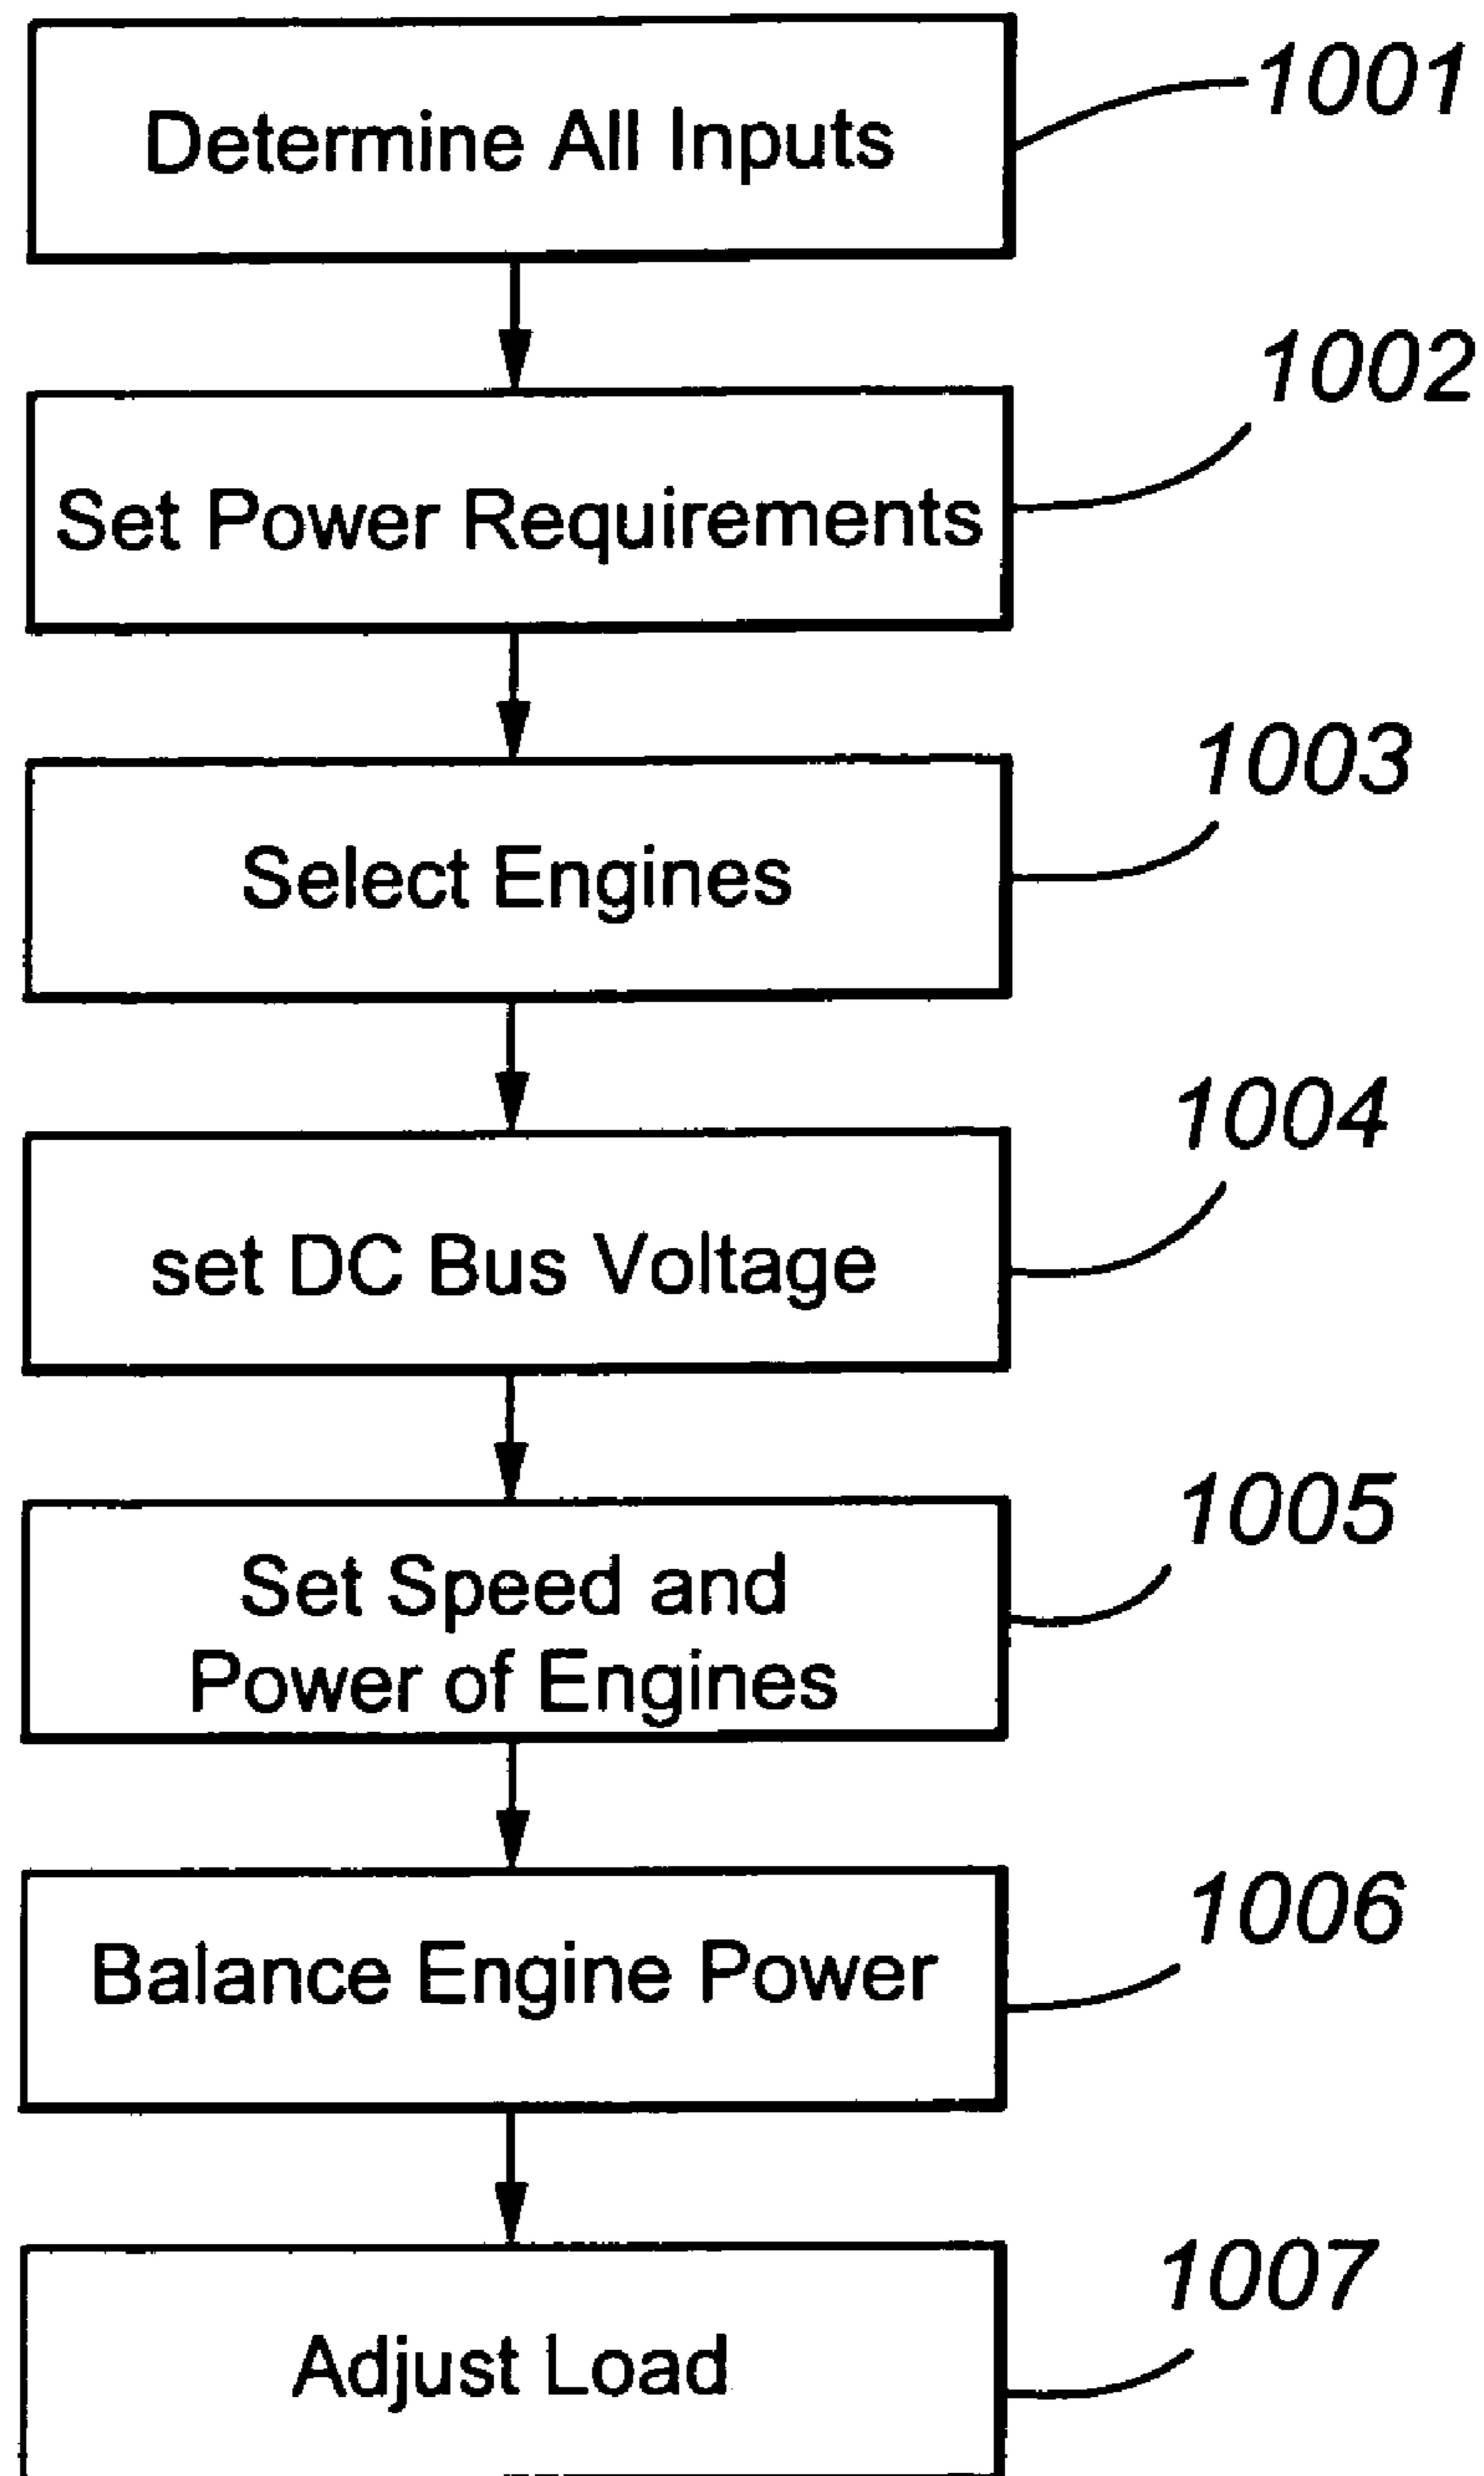 Determine All Inputs
1001
Set Power Requirements
1002
Select Engines
1003
set DC Bus Voltage
1004
Set Speed and
Power of Engines
1005
Balance Engine Power
1006
Adjust Load
1007